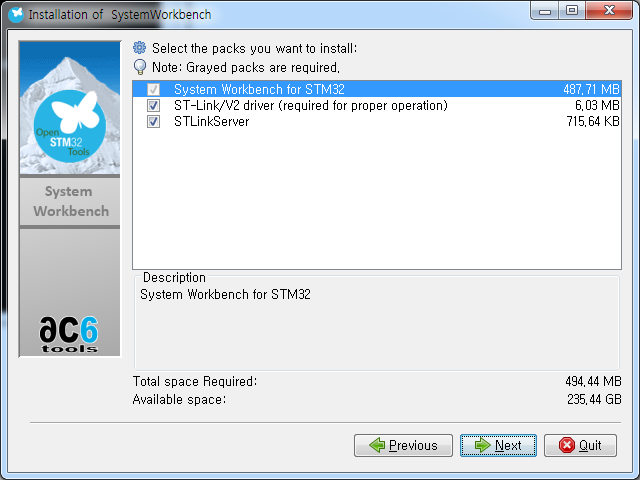 Installation of  SystemWorkbench
Select the packs you want to install:
Note: Grayed packs are required.
System Workbench for STM32 487,71 MB
ST-Link/V2 driver (required for proper operation) 6,03 MB
STLinkServer 715,64 KB
Open
STM32
Tools
System
Workbench
Description
System Workbench for STM32
ac6
tools
Total space Required: 494,44 MB
Available space: 235,44 GB
Previous
Next
Quit